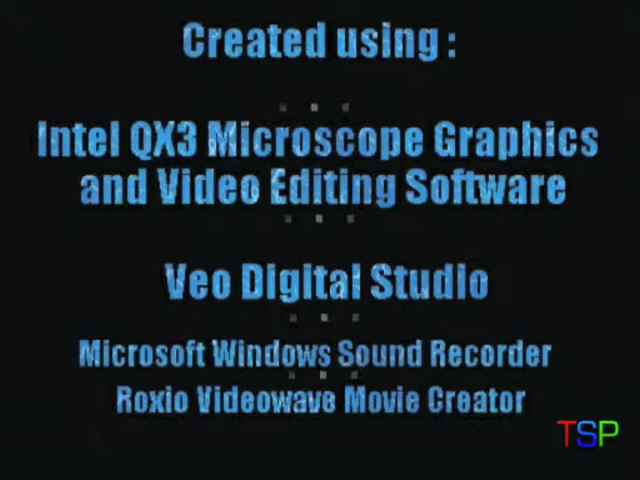 Created using :
Intel QX3 Microscope Graphics
and Video Editing Software
Veo Digital Studio
Microsoft Windows Sound Recorder
Roxio Videowave Movie Creator
TSP